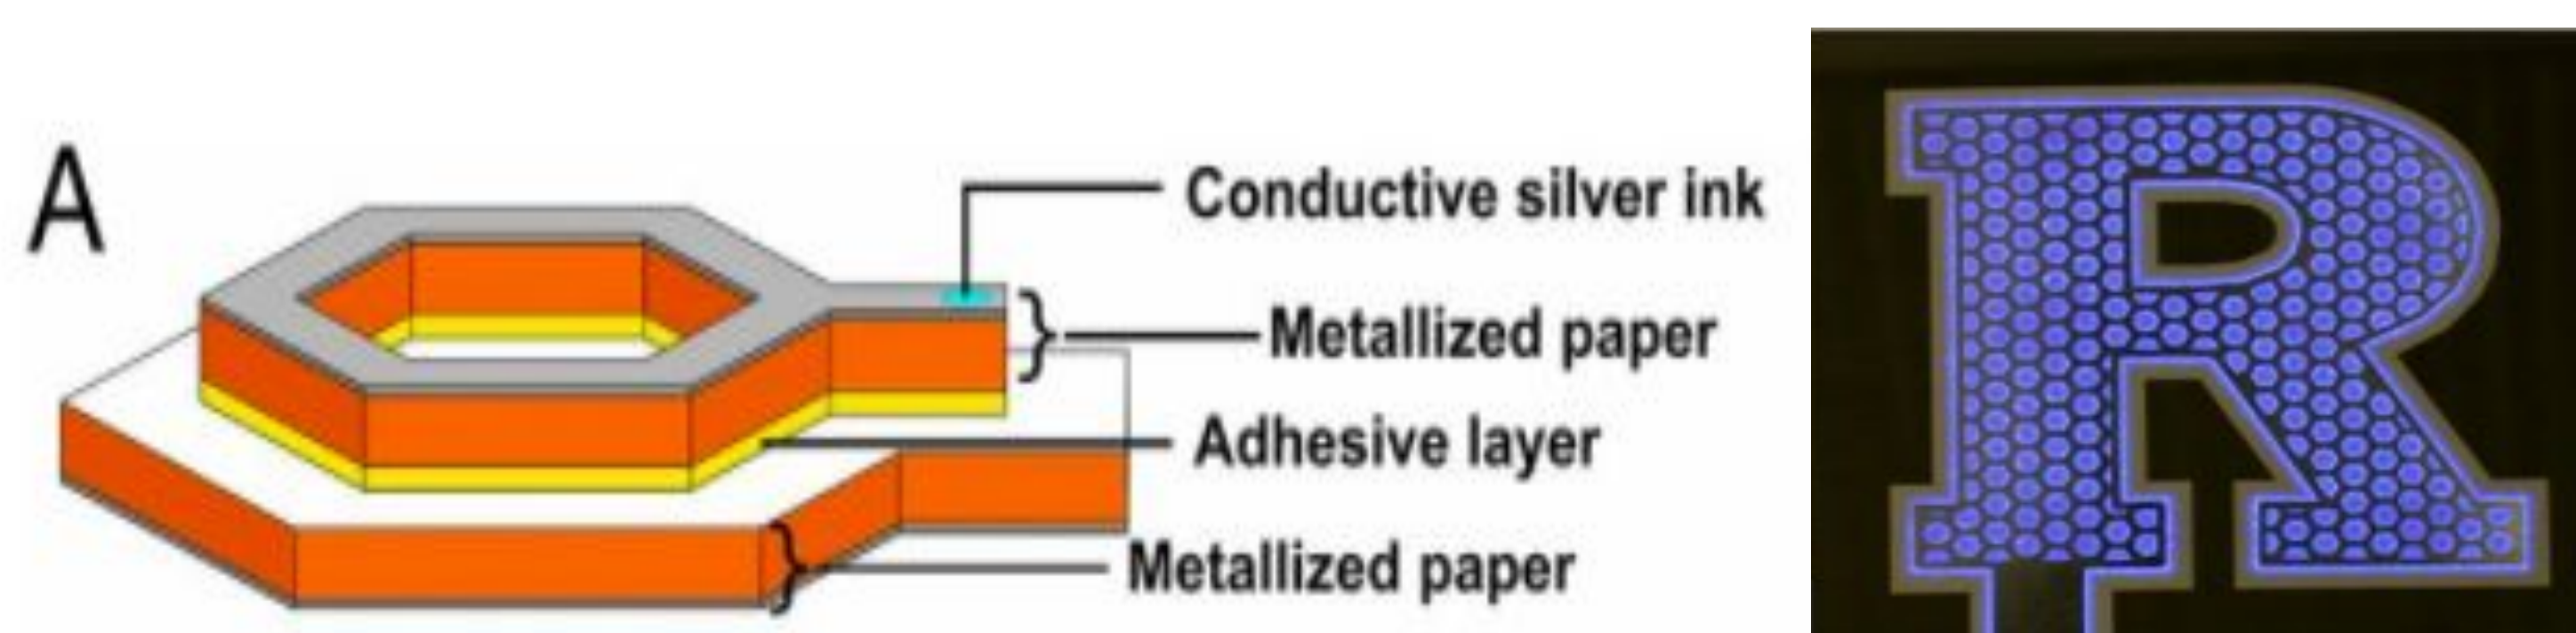 A
Conductive silver ink
Metallized paper
Adhesive layer
Metallized paper
R